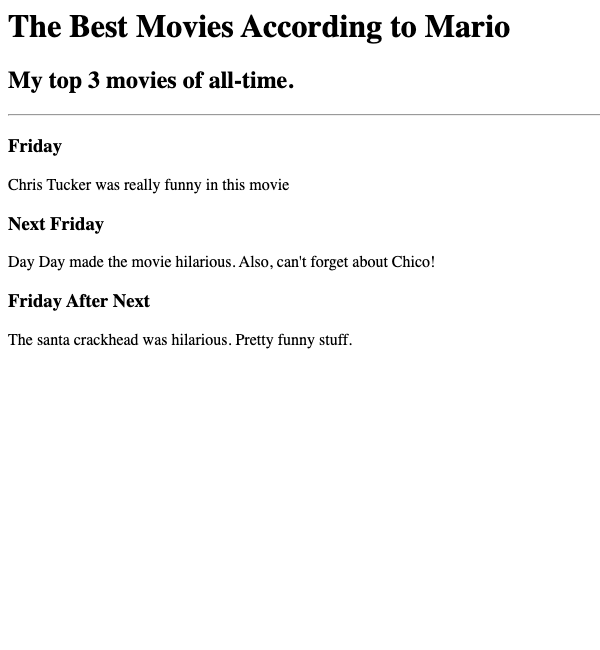 The Best Movies According to Mario
My top 3 movies of all-time.
Friday
Chris Tucker was really funny in this movie
Next Friday
Day Day made the movie hilarious. Also, can't forget about Chico!
Friday After Next
The santa crackhead was hilarious. Pretty funny stuff.